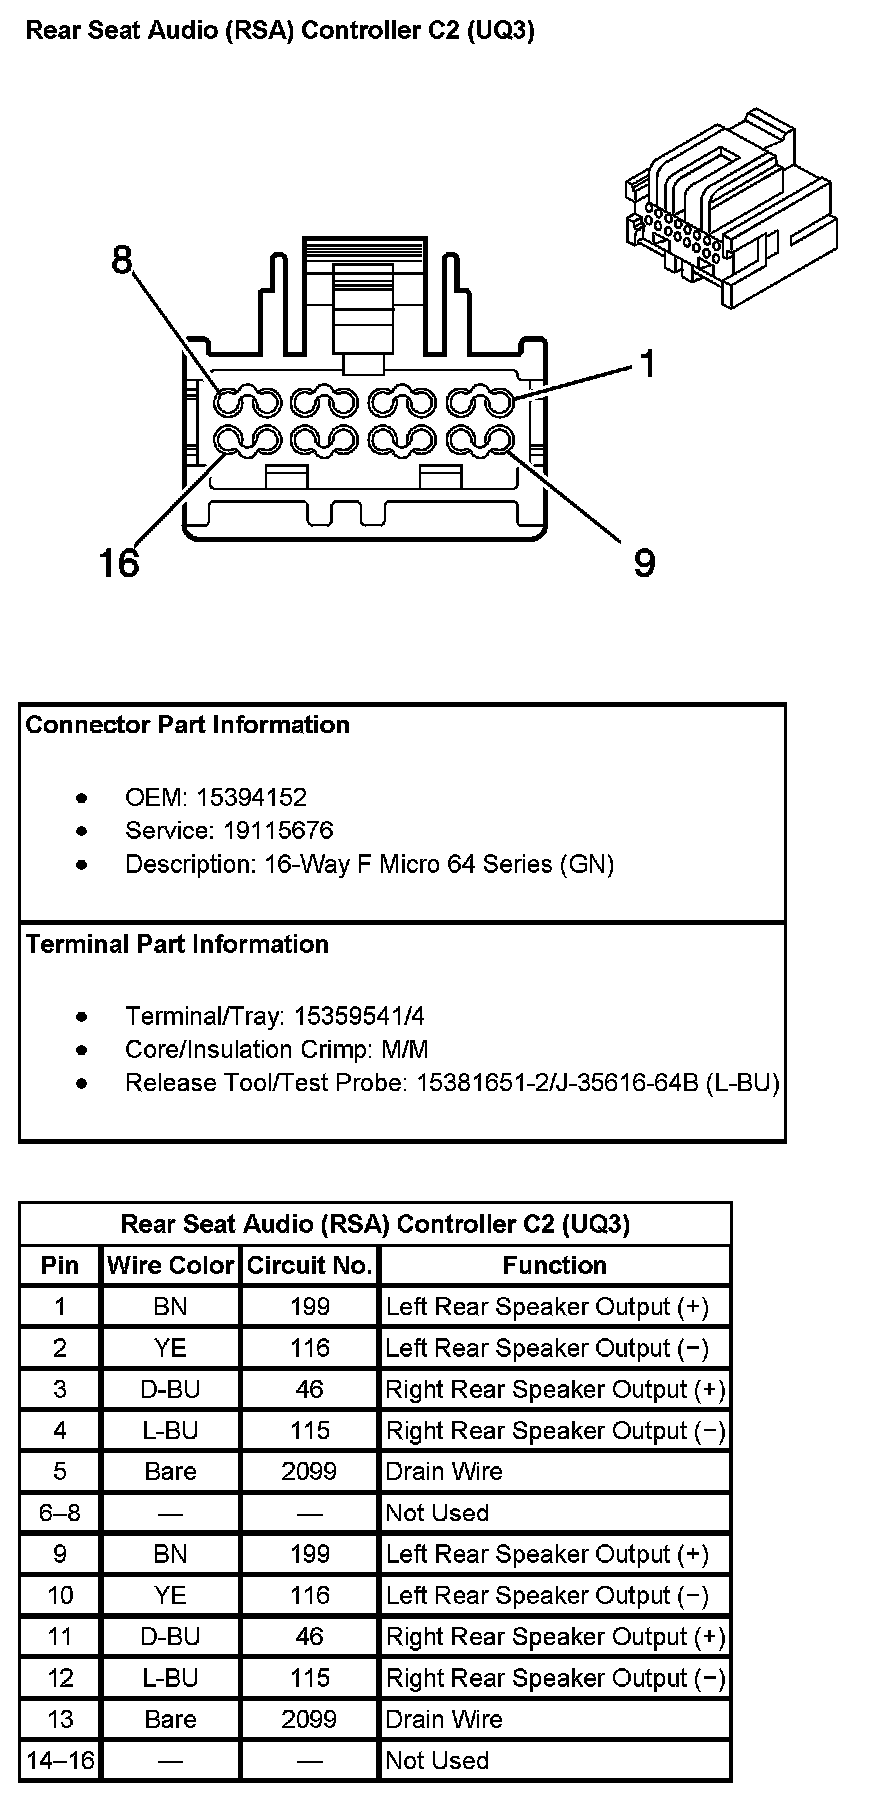 Rear Seat Audio (RSA) Controller C2 (UQ3)
8
1
16
9
Connector Part Information
• OEM: 15394152
• Service: 19115676
• Description: 16-Way F Micro 64 Series (GN)
Terminal Part Information
• Terminal/Tray: 15359541/4
• Core/Insulation Crimp: M/M
• Release Tool/Test Probe: 15381651-2/J-35616-64B (L-BU)
Rear Seat Audio (RSA) Controller C2 (UQ3)
Pin Wire Color Circuit No. Function
1 BN 199 Left Rear Speaker Output (+)
2 YE 116 Left Rear Speaker Output (−)
3 D-BU 46 Right Rear Speaker Output (+)
4 L-BU 115 Right Rear Speaker Output (−)
5 Bare 2099 Drain Wire
6–8 — — Not Used
9 BN 199 Left Rear Speaker Output (+)
10 YE 116 Left Rear Speaker Output (−)
11 D-BU 46 Right Rear Speaker Output (+)
12 L-BU 115 Right Rear Speaker Output (−)
13 Bare 2099 Drain Wire
14–16 — — Not Used